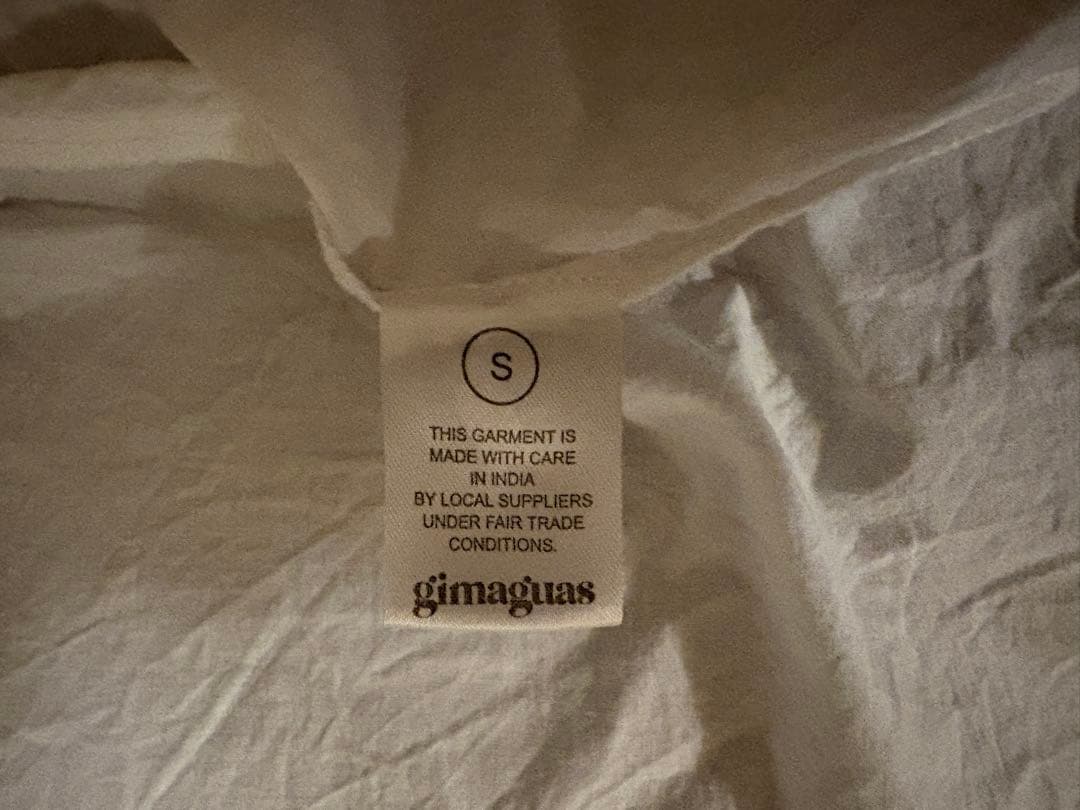 S
THIS GARMENT IS
MADE WITH CARE
IN INDIA
BY LOCAL SUPPLIERS
UNDER FAIR TRADE
CONDITIONS.
gimaguas